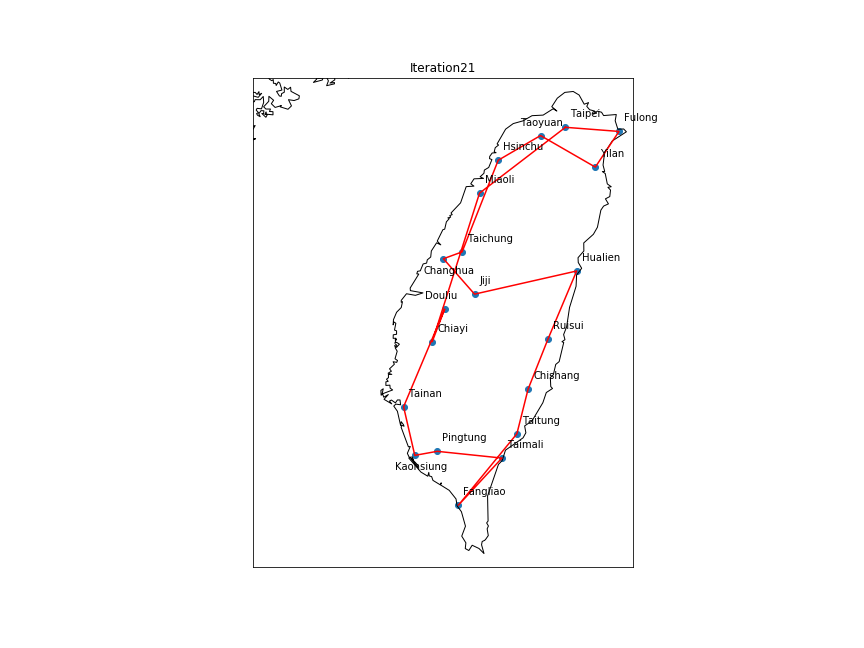 Iteration21
Taipei
Fulong
Taoyuan
Hsinchu
Yilan
Miaoli
Taichung
Hualien
Changhua
Jiji
Douliu
Ruisui
Chiayi
Chishang
Tainan
Taitung
Pingtung
Taimali
Kaohsiung
Fangliao